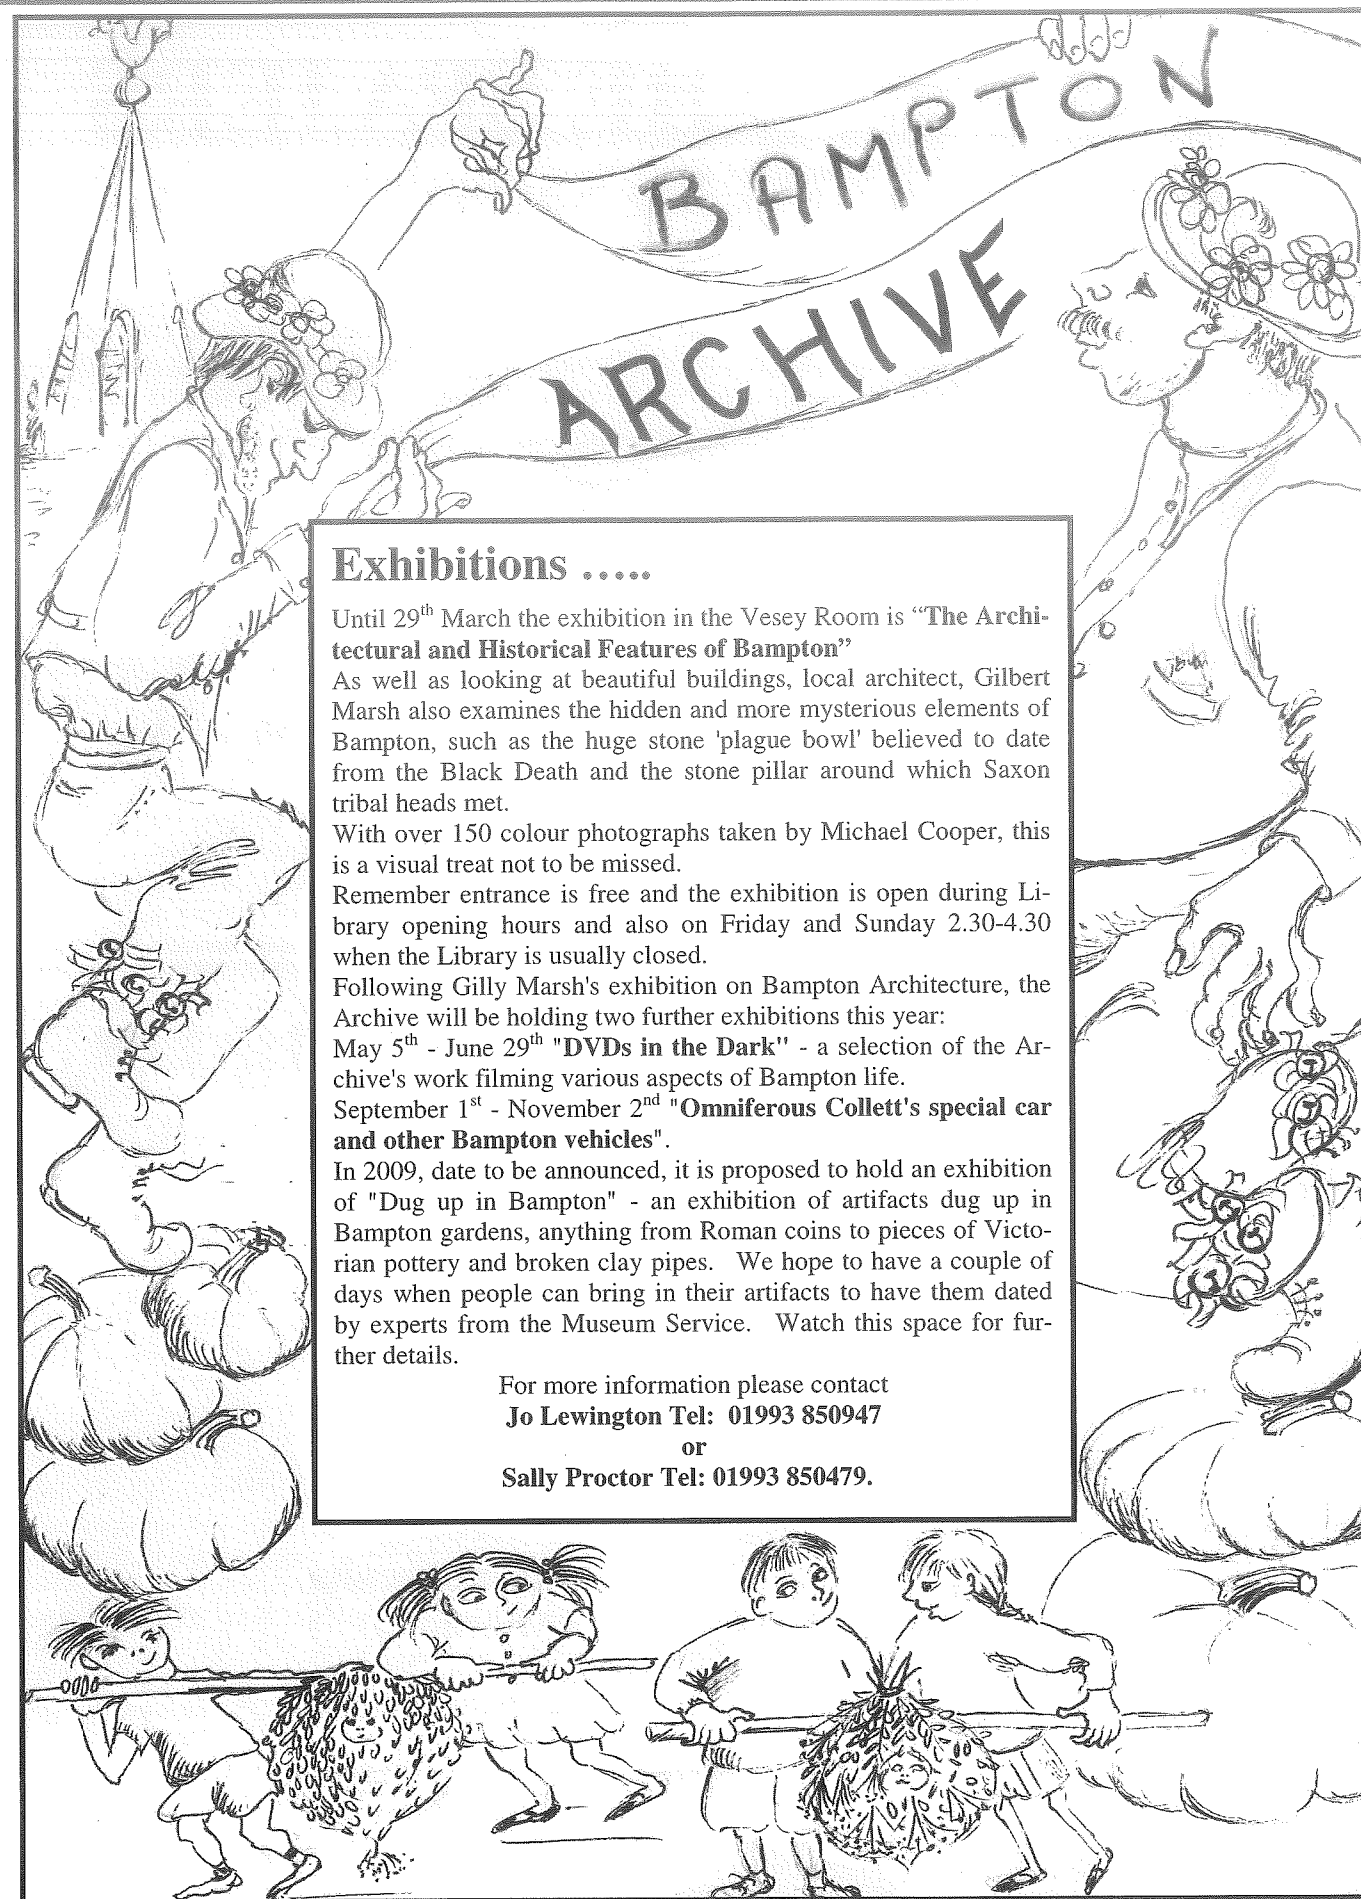 BAMPTON
ARCHIVE
Exhibitions .....
Until 29th March the exhibition in the Vesey Room is “The Archi-
tectural and Historical Features of Bampton”
As well as looking at beautiful buildings, local architect, Gilbert
Marsh also examines the hidden and more mysterious elements of
Bampton, such as the huge stone 'plague bowl' believed to date
from the Black Death and the stone pillar around which Saxon
tribal heads met.
With over 150 colour photographs taken by Michael Cooper, this
is a visual treat not to be missed.
Remember entrance is free and the exhibition is open during Li-
brary opening hours and also on Friday and Sunday 2.30-4.30
when the Library is usually closed.
Following Gilly Marsh's exhibition on Bampton Architecture, the
Archive will be holding two further exhibitions this year:
May 5th - June 29th "DVDs in the Dark" - a selection of the Ar-
chive's work filming various aspects of Bampton life.
September 1st - November 2nd "Omniferous Collett's special car
and other Bampton vehicles".
In 2009, date to be announced, it is proposed to hold an exhibition
of "Dug up in Bampton" - an exhibition of artifacts dug up in
Bampton gardens, anything from Roman coins to pieces of Victo-
rian pottery and broken clay pipes. We hope to have a couple of
days when people can bring in their artifacts to have them dated
by experts from the Museum Service. Watch this space for fur-
ther details.
For more information please contact
Jo Lewington Tel: 01993 850947
or
Sally Proctor Tel: 01993 850479.